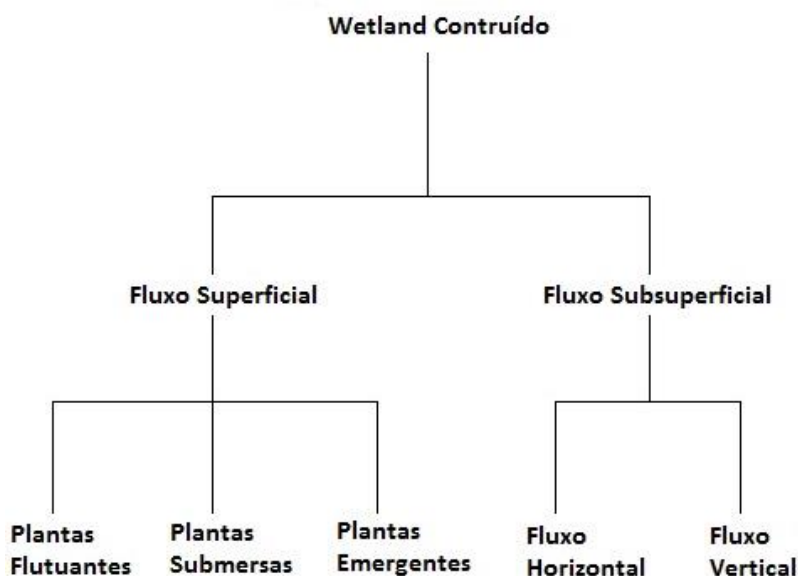 Wetland Contruído
Fluxo Superficial
Fluxo Subsuperficial
Plantas
Flutuantes
Plantas
Submersas
Plantas
Emergentes
Fluxo
Horizontal
Fluxo
Vertical